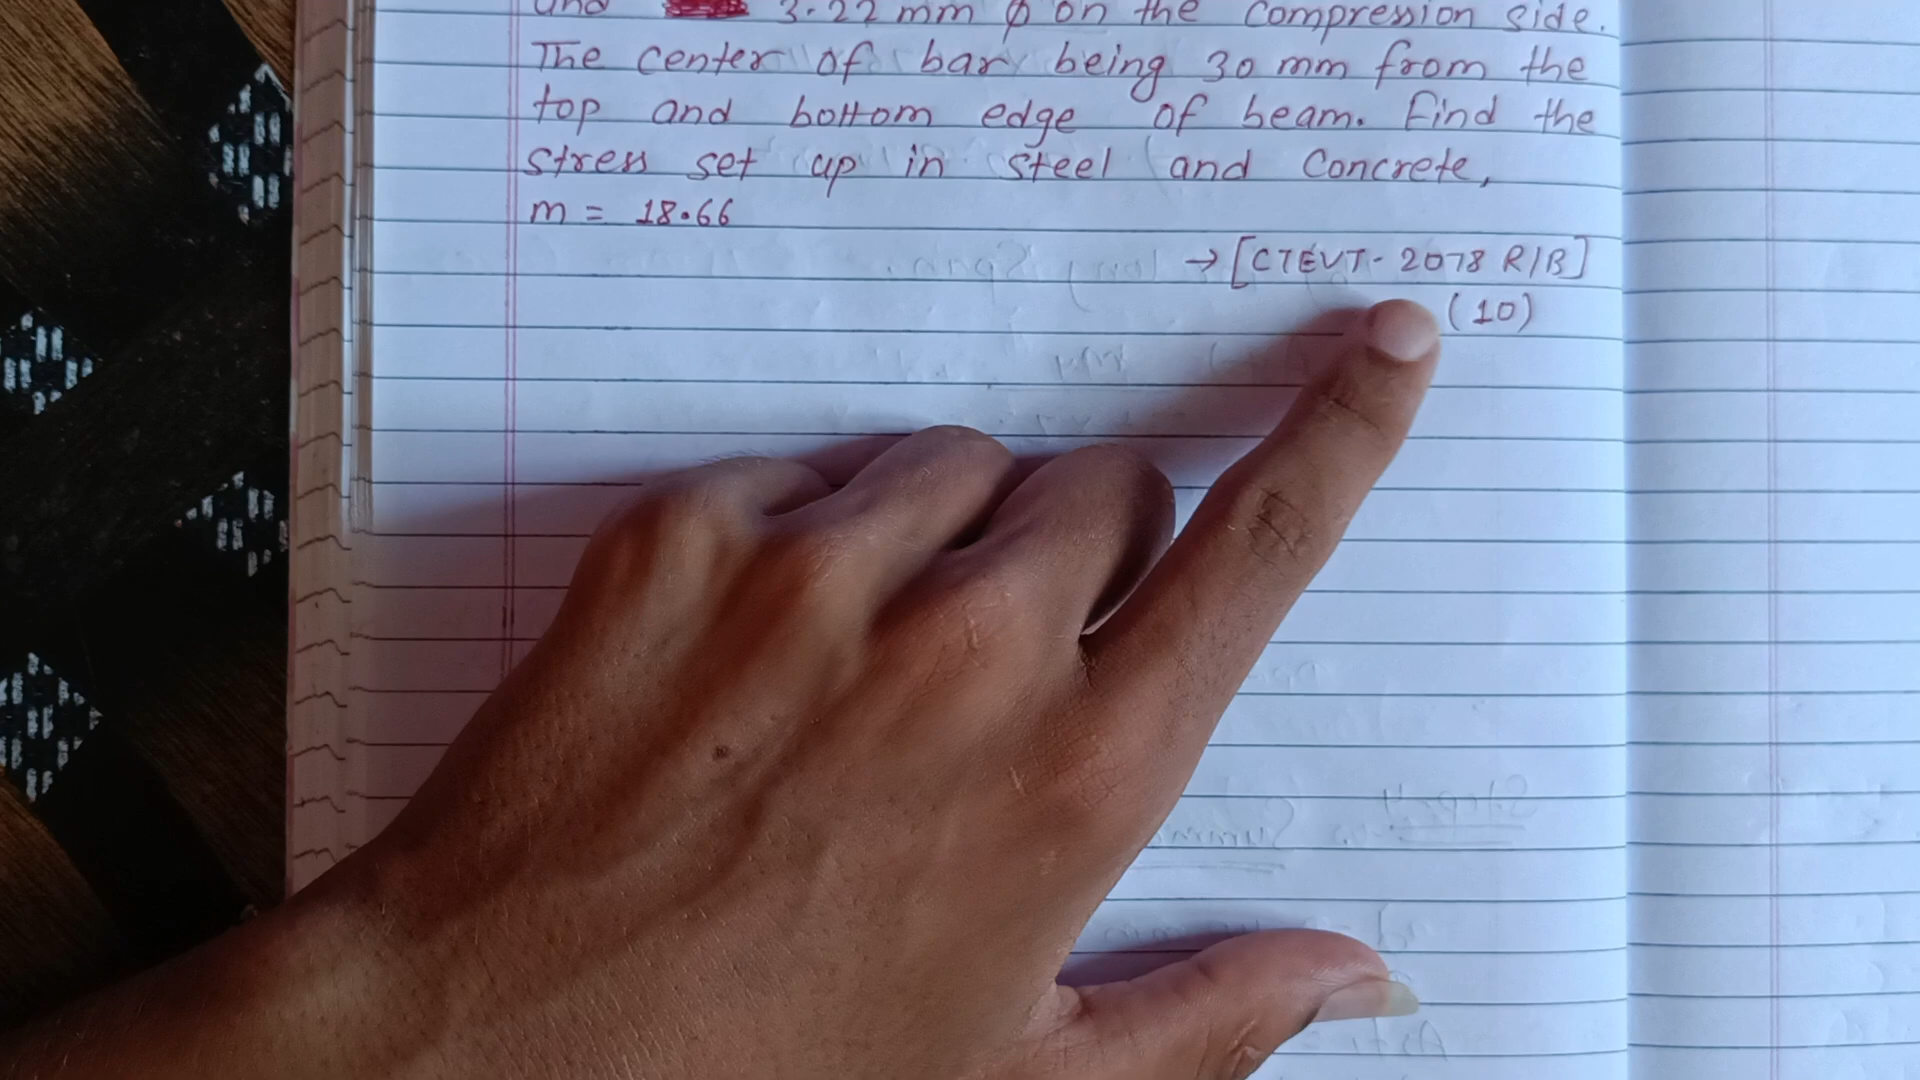 and 3-22 mm φ on the compression side.
The center of bar being 30 mm from the
top and bottom edge of beam. Find the
stress set up in steel and Concrete,
m = 18.66
→ [CTEVT- 2078 R/B]
(10)